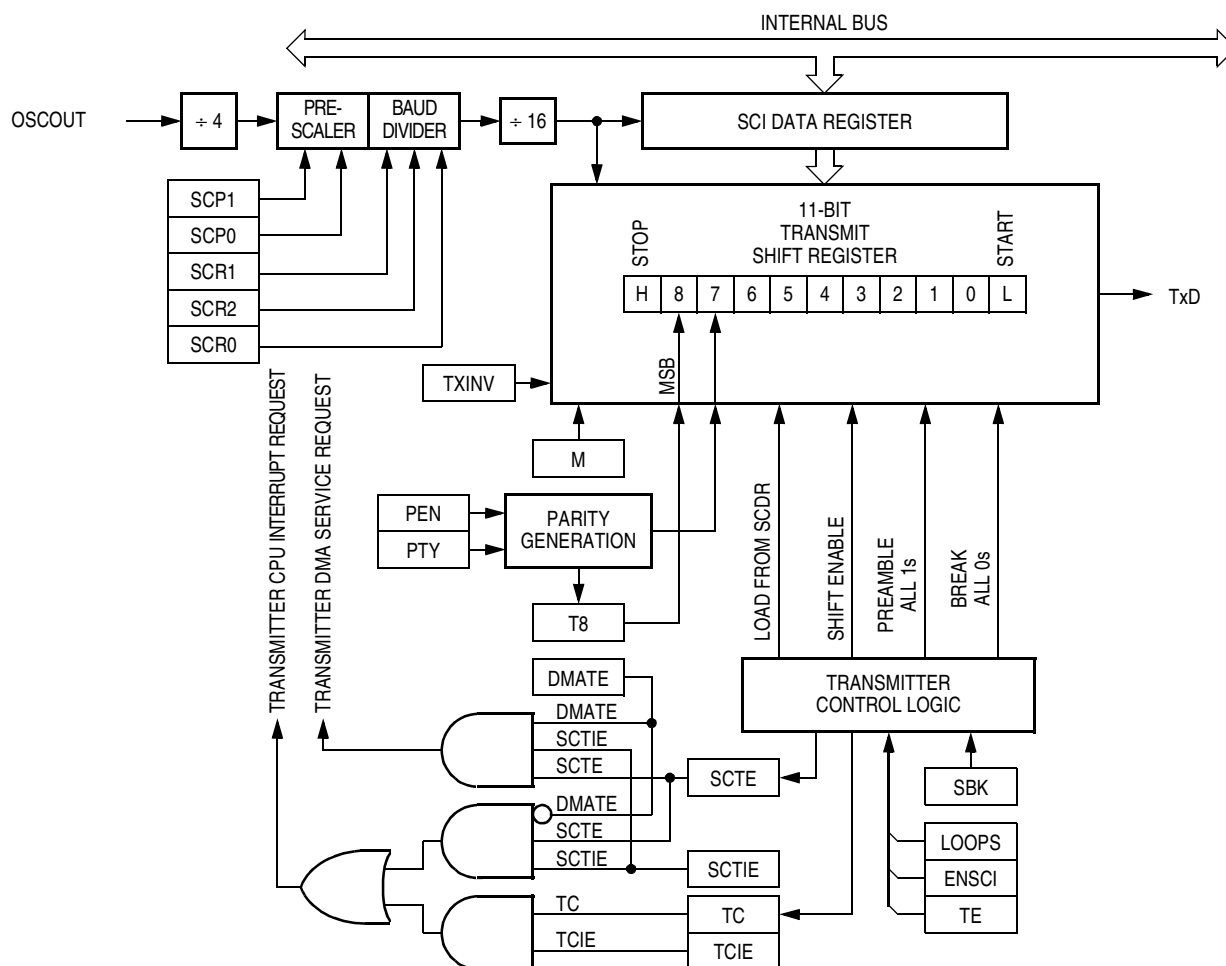 INTERNAL BUS
OSCOUT
÷ 4
PRE-
SCALER
BAUD
DIVIDER
÷ 16
SCI DATA REGISTER
SCP1
SCP0
SCR1
SCR2
SCR0
11-BIT
TRANSMIT
SHIFT REGISTER
STOP
START
H 8 7 6 5 4 3 2 1 0 L
TxD
MSB
TXINV
M
PEN
PTY
PARITY
GENERATION
T8
LOAD FROM SCDR
SHIFT ENABLE
PREAMBLE
ALL 1s
BREAK
ALL 0s
TRANSMITTER CPU INTERRUPT REQUEST
TRANSMITTER DMA SERVICE REQUEST
TRANSMITTER
CONTROL LOGIC
DMATE
DMATE
SCTIE
SCTE
SCTE
DMATE
SCTE
SCTIE
SCTIE
TC
TC
TCIE
TCIE
SBK
LOOPS
ENSCI
TE